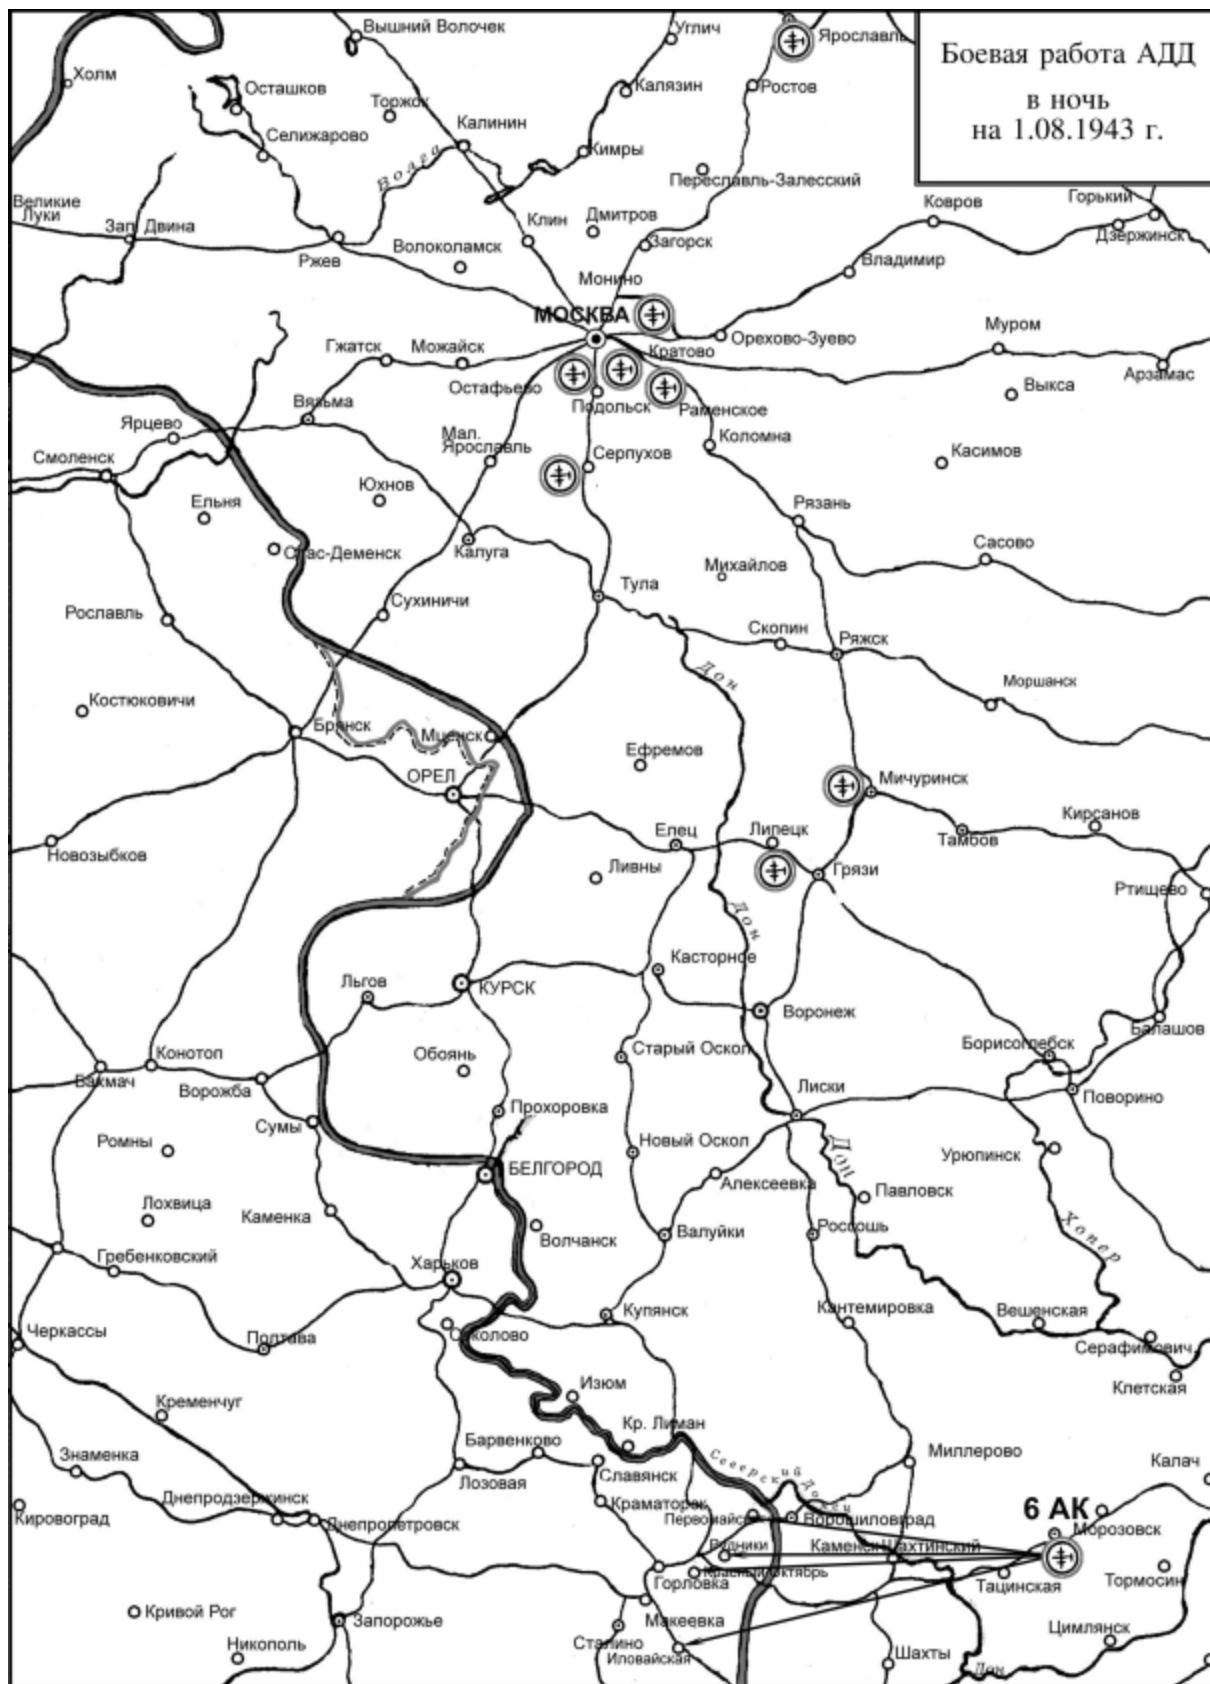 Боевая работа АДД
в ночь
на 1.08.1943 г.
Вышний Волочек
Углич
Ярославль
Холм
Осташков
Торжок
Калязин
Ростов
Селижарово
Калинин
Кимры
Волга
Переславль-Залесский
Великие
Луки
Зап. Двина
Ржев
Волоколамск
Клин
Дмитров
Загорск
Ковров
Горький
Дзержинск
Владимир
Монино
МОСКВА
Орехово-Зуево
Муром
Гжатск
Можайск
Кратово
Остафьево
Подольск
Раменское
Выкса
Арзамас
Вязьма
Ярцево
Мал.
Ярославль
Серпухов
Коломна
Касимов
Смоленск
Ельня
Юхнов
Рязань
Спас-Деменск
Калуга
Сасово
Тула
Михайлов
Рославль
Сухиничи
Скопин
Ряжск
Дон
Моршанск
Костюковичи
Брянск
Мценск
Ефремов
ОРЕЛ
Мичуринск
Кирсанов
Тамбов
Новозыбков
Елец
Липецк
Ливны
Грязи
Ртищево
Дон
Касторное
Льгов
КУРСК
Воронеж
Балашов
Борисоглебск
Конотоп
Бахмач
Ворожба
Обоянь
Старый Оскол
Лиски
Поворино
Сумы
Прохоровка
Ромны
Новый Оскол
Дон
Урюпинск
БЕЛГОРОД
Алексеевка
Павловск
Лохвица
Каменка
Волчанск
Валуйки
Россошь
Хопер
Гребенковский
Харьков
Купянск
Кантемировка
Вешенская
Черкассы
Полтава
Соколово
Серафимович
Клетская
Изюм
Кременчуг
Кр. Лиман
Барвенково
Северский Донец
Миллерово
Калач
Знаменка
Лозовая
Славянск
Днепродзержинск
Краматорск
Первомайск
Ворошиловград
6 АК
Морозовск
Кировоград
Днепропетровск
Рудники
Каменск-Шахтинский
Горловка
Красный Октябрь
Тацинская
Тормосин
Кривой Рог
Запорожье
Макеевка
Никополь
Сталино
Иловайская
Шахты
Цимлянск
Дон